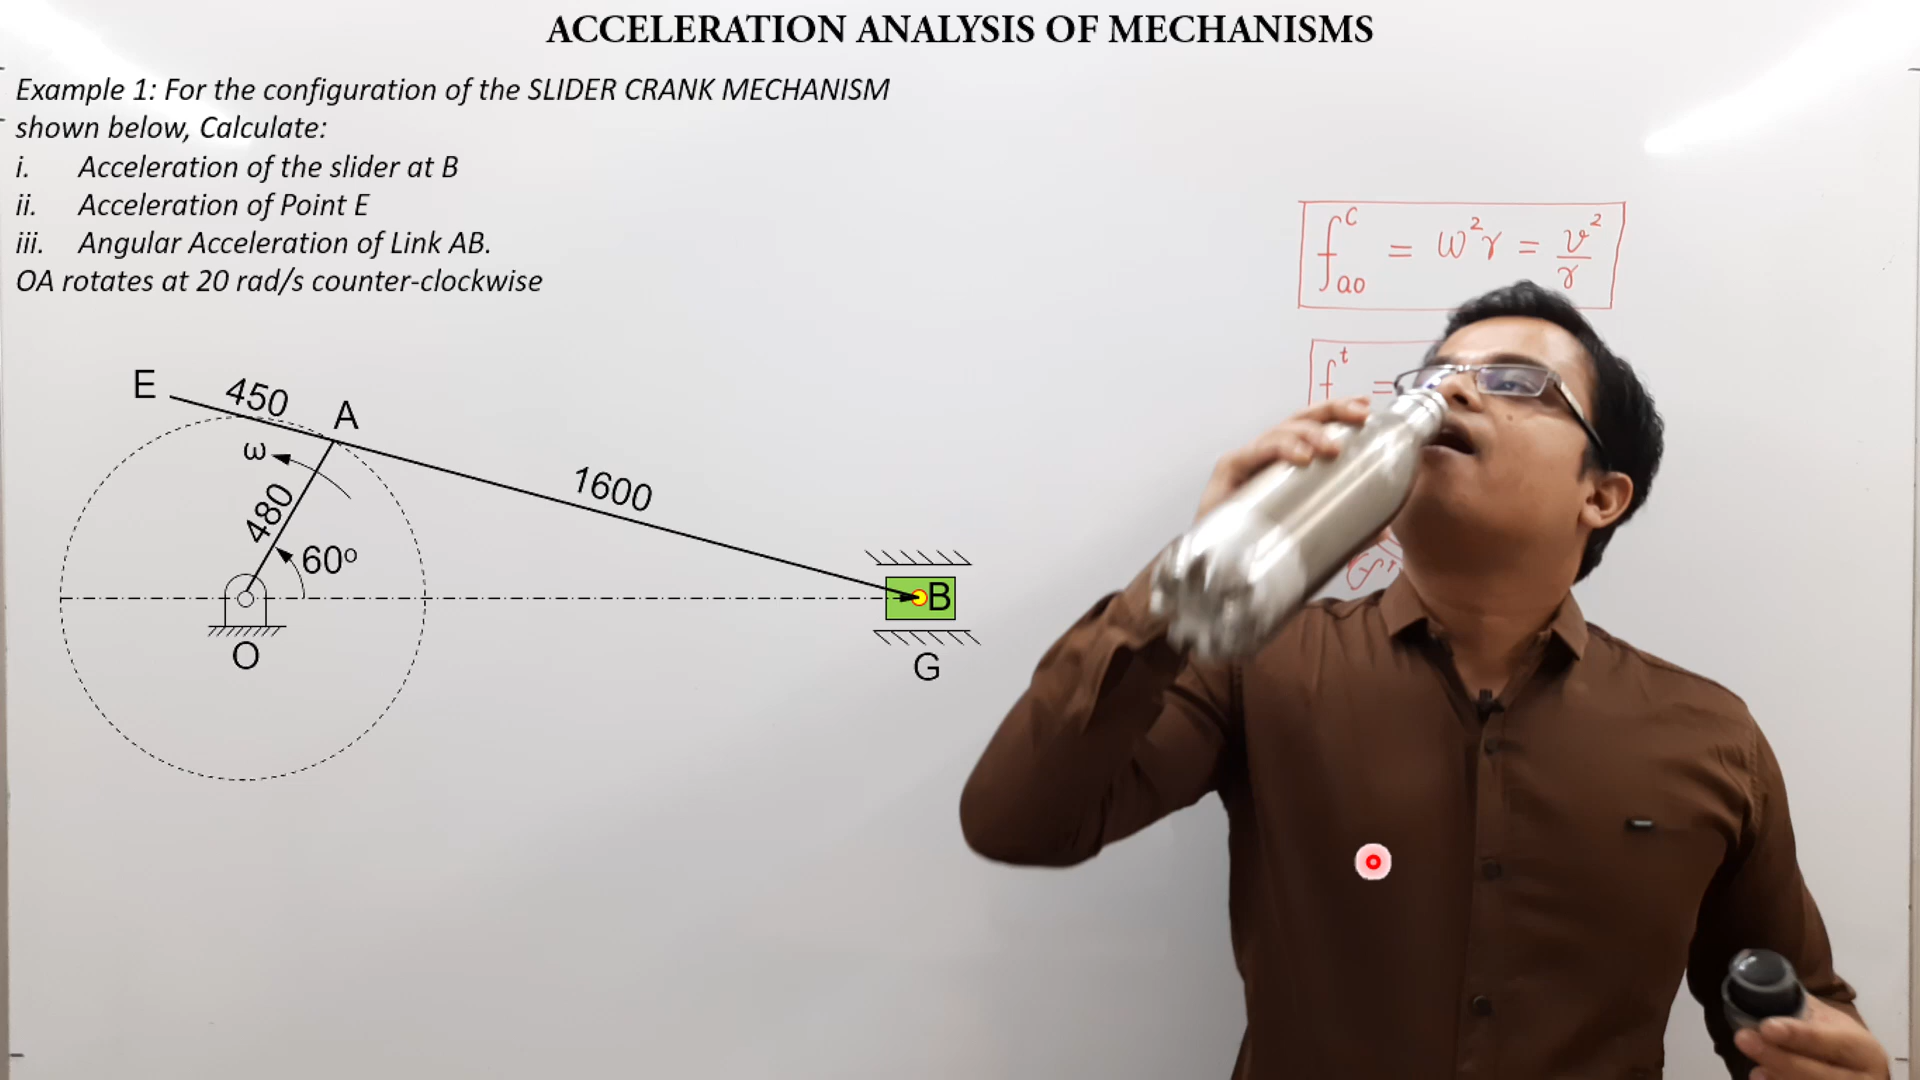 ACCELERATION ANALYSIS OF MECHANISMS
Example 1: For the configuration of the SLIDER CRANK MECHANISM
shown below, Calculate:
i. Acceleration of the slider at B
ii. Acceleration of Point E
iii. Angular Acceleration of Link AB.
OA rotates at 20 rad/s counter-clockwise
f^c_ao = ω²r = v²/r
f^t =
E
450
A
ω
480
60°
1600
B
O
G